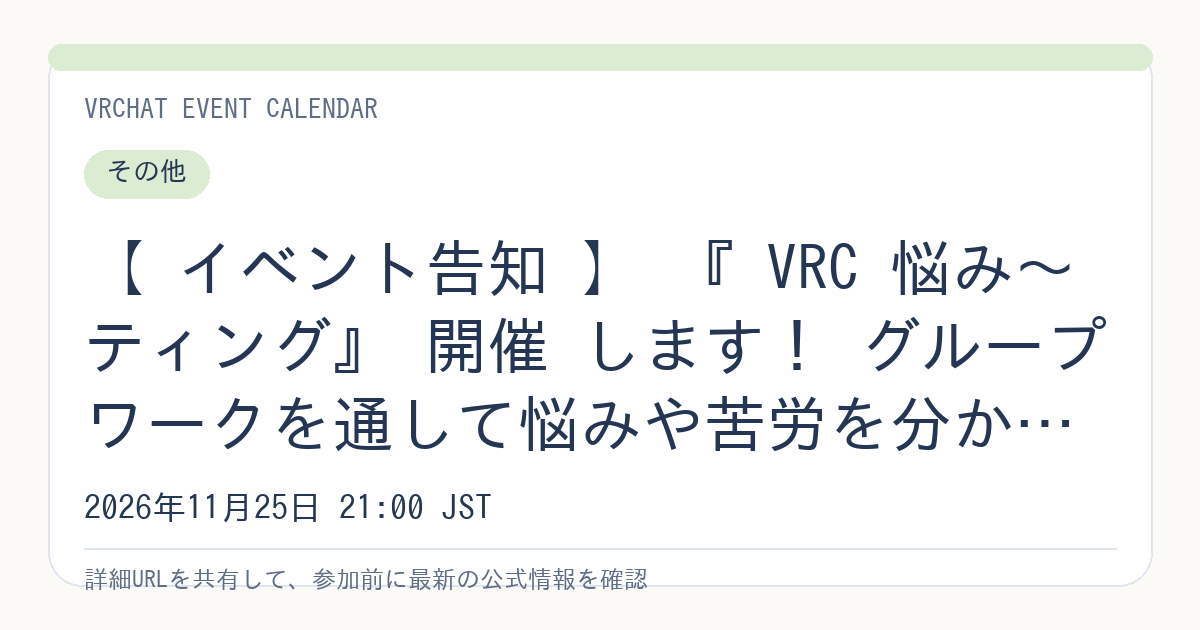 VRCHAT EVENT CALENDAR
その他
【 イベント告知 】 『 VRC 悩み〜
ティング』 開催 します！ グループ
ワークを通して悩みや苦労を分か…
2026年11月25日 21:00 JST
詳細URLを共有して、参加前に最新の公式情報を確認